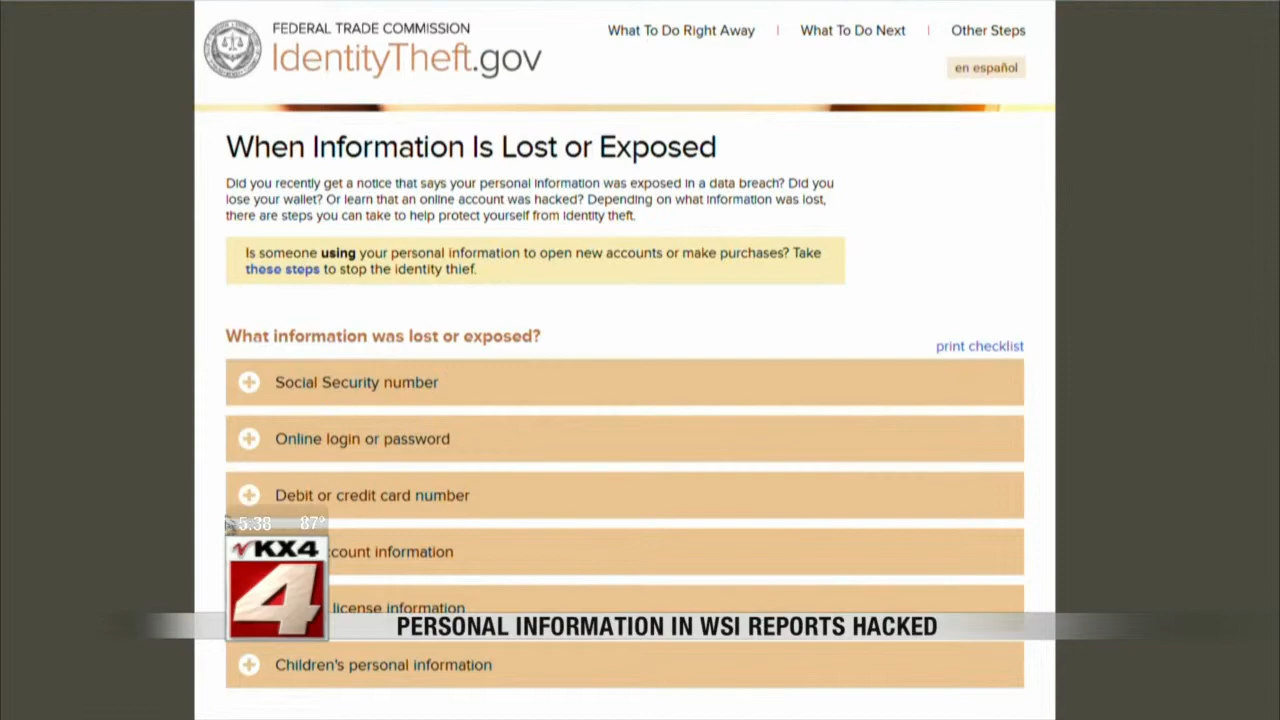 FEDERAL TRADE COMMISSION
IdentityTheft.gov
What To Do Right Away | What To Do Next | Other Steps
en español
When Information Is Lost or Exposed
Did you recently get a notice that says your personal information was exposed in a data breach? Did you
lose your wallet? Or learn that an online account was hacked? Depending on what information was lost,
there are steps you can take to help protect yourself from identity theft.
Is someone using your personal information to open new accounts or make purchases? Take
these steps to stop the identity thief.
What information was lost or exposed?
print checklist
Social Security number
Online login or password
Debit or credit card number
5:38 87°
KX4
count information
4
license information
PERSONAL INFORMATION IN WSI REPORTS HACKED
Children's personal information